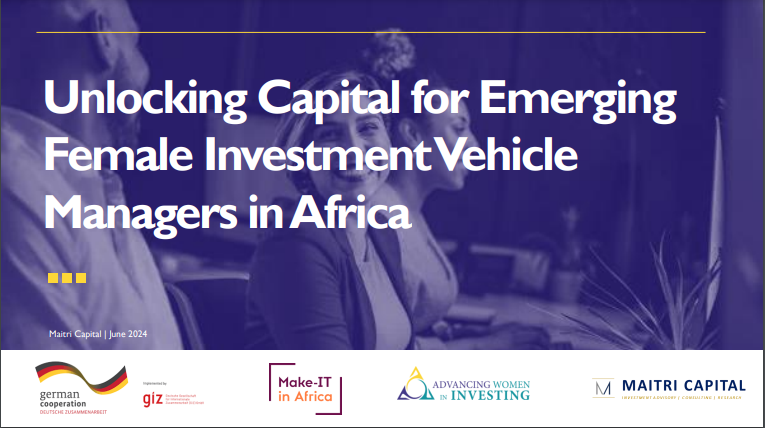 Unlocking Capital for Emerging
Female Investment Vehicle
Managers in Africa
Maitri Capital | June 2024
german
cooperation
DEUTSCHE ZUSAMMENARBEIT
Implemented by
giz
Make-IT
in Africa
ADVANCING WOMEN
IN INVESTING
M
MAITRI CAPITAL
INVESTMENT ADVISORY | CONSULTING | RESEARCH